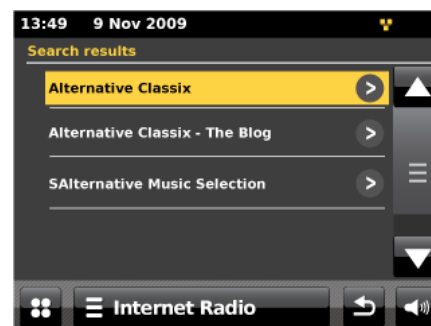 13:49 9 Nov 2009
Search results
Alternative Classix
Alternative Classix - The Blog
SAlternative Music Selection
Internet Radio